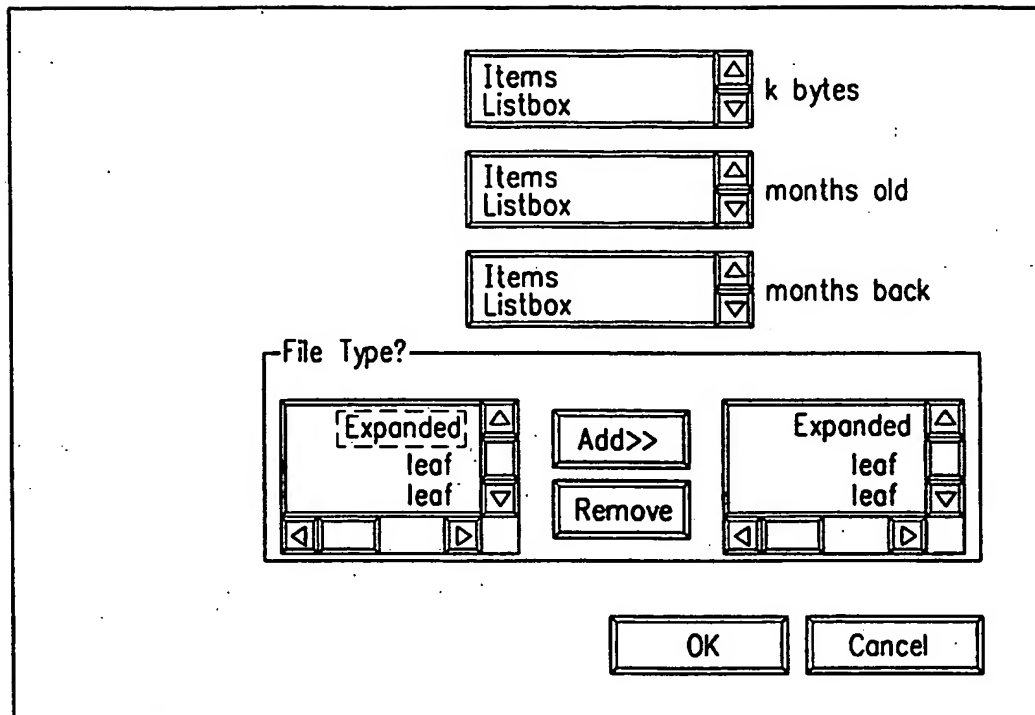 Items
Listbox
k bytes
Items
Listbox
months old
Items
Listbox
months back
File Type?
Expanded
leaf
leaf
Add>>
Remove
Expanded
leaf
leaf
OK
Cancel